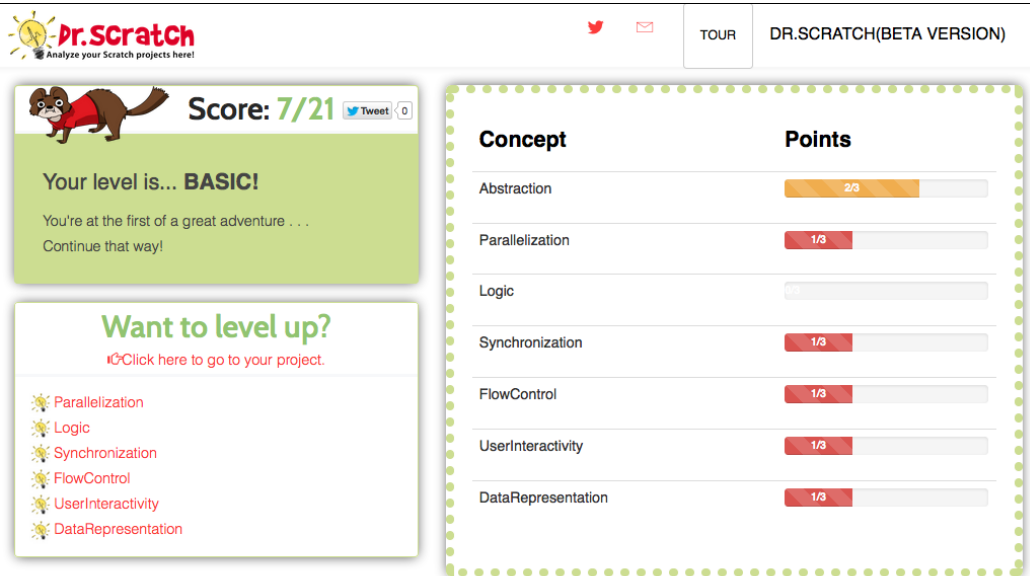 Dr.Scratch
Analyze your Scratch projects here!
TOUR
DR.SCRATCH(BETA VERSION)
Score: 7/21
Tweet
0
Your level is... BASIC!
You're at the first of a great adventure . . .
Continue that way!
Want to level up?
Click here to go to your project.
Parallelization
Logic
Synchronization
FlowControl
UserInteractivity
DataRepresentation
Concept Points
Abstraction 2/3
Parallelization 1/3
Logic
Synchronization 1/3
FlowControl 1/3
UserInteractivity 1/3
DataRepresentation 1/3